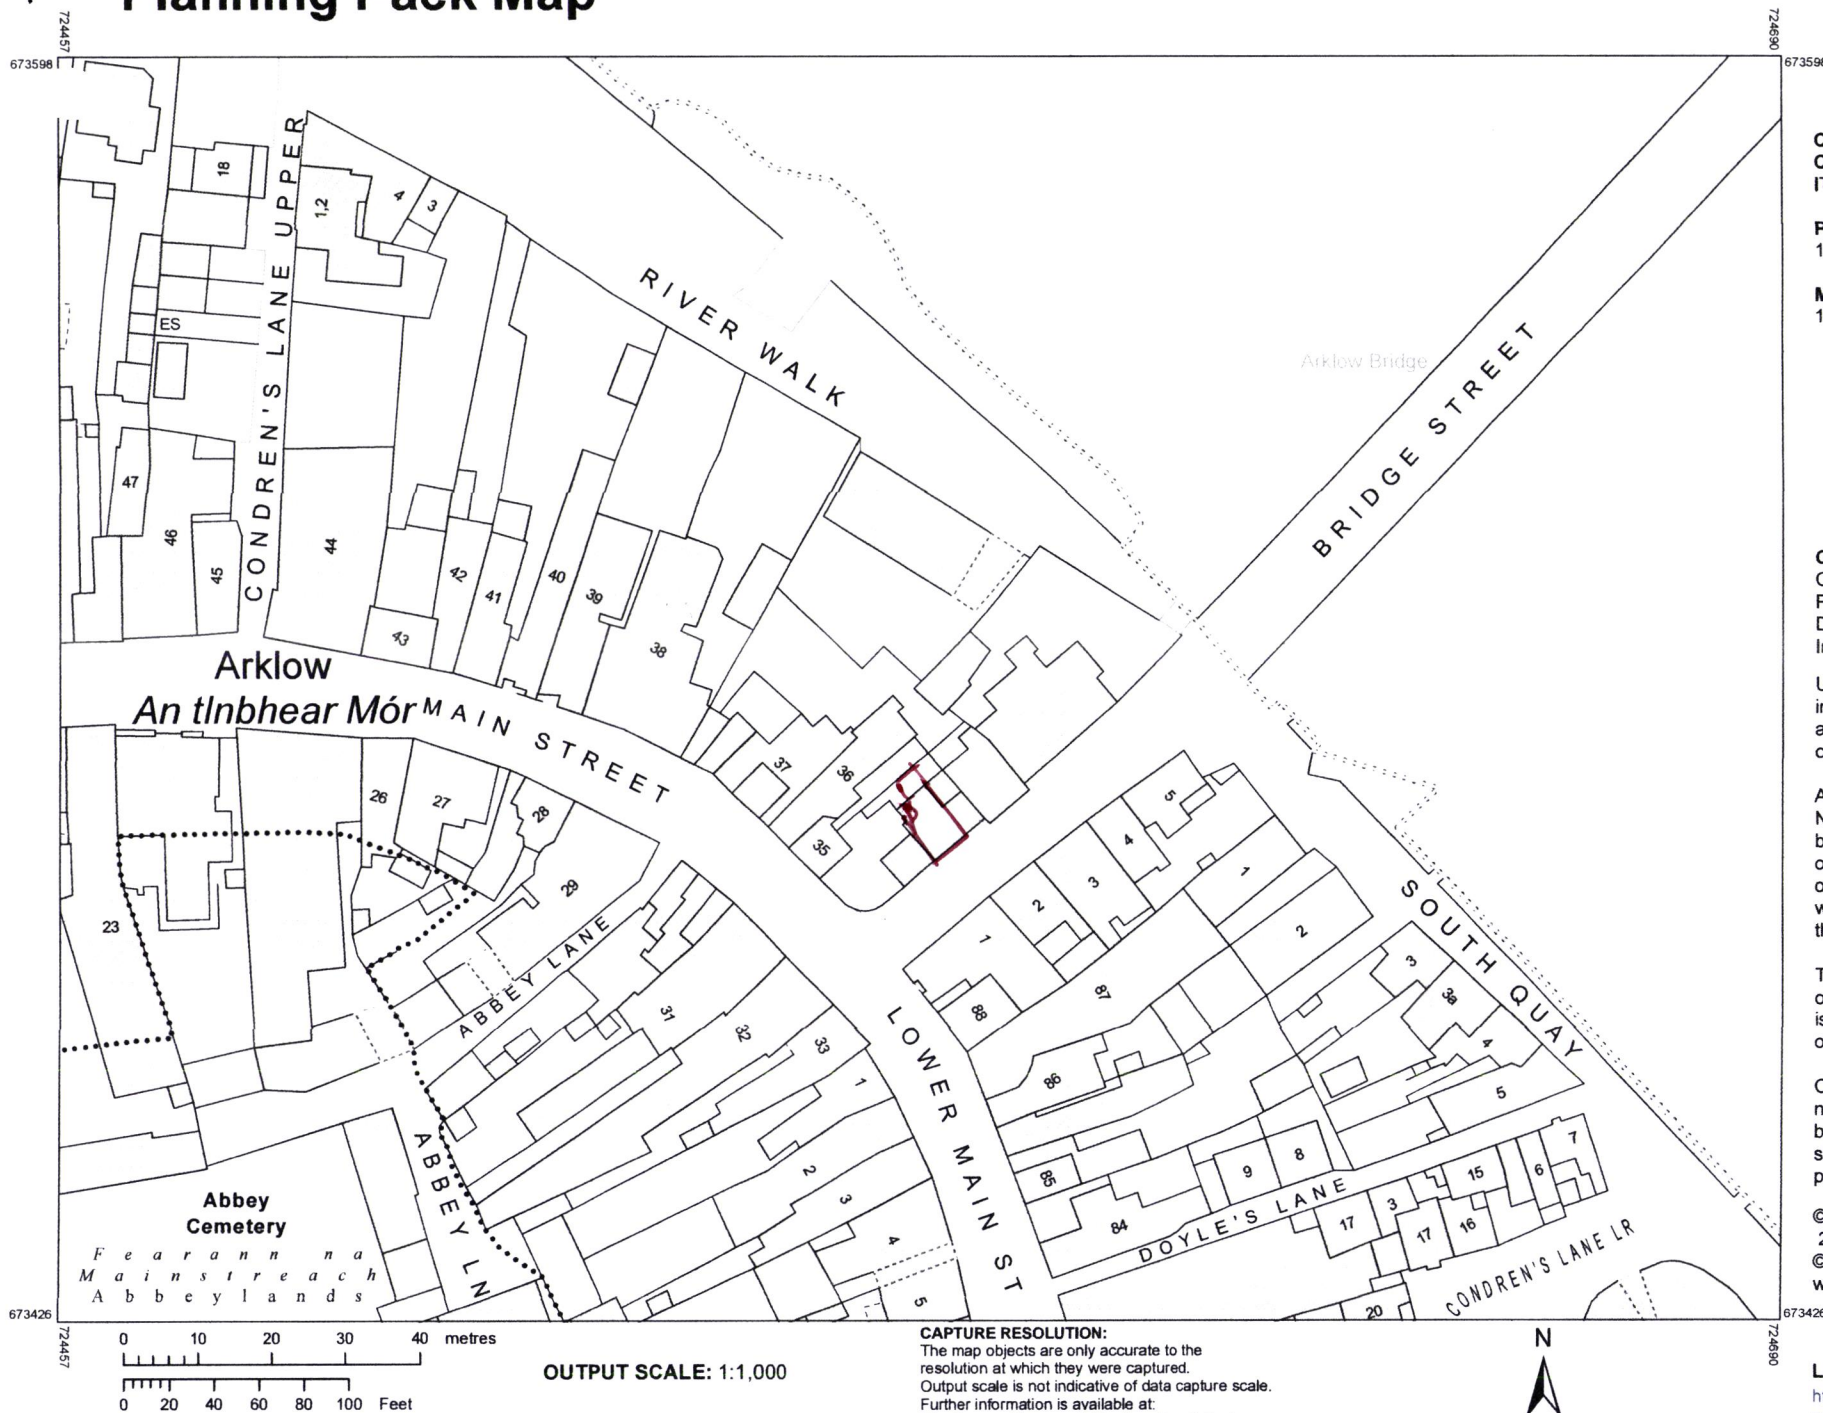 Planning Pack Map
724457
724690
673598
673598
18
CONDREN'S LANE UPPER
1,2
4
3
ES
RIVER WALK
Arklow Bridge
BRIDGE STREET
47
46
45
44
43
42
41
40
39
38
Arklow
An tInbhear Mór
MAIN STREET
37
36
35
26
27
28
29
23
ABBEY LANE
31
32
33
1
2
3
4
5
1
2
3
4
5
1
2
3
3a
4
5
SOUTH QUAY
88
87
86
85
84
LOWER MAIN ST
9
8
DOYLE'S LANE
7
6
15
3
17
17
16
20
CONDREN'S LANE LR
ABBEY LN
Abbey
Cemetery
Fearann na
Mainstreach
Abbeylands
673426
673426
724457
724690
0 10 20 30 40 metres
0 20 40 60 80 100 Feet
OUTPUT SCALE: 1:1,000
CAPTURE RESOLUTION:
The map objects are only accurate to the
resolution at which they were captured.
Output scale is not indicative of data capture scale.
Further information is available at:
N